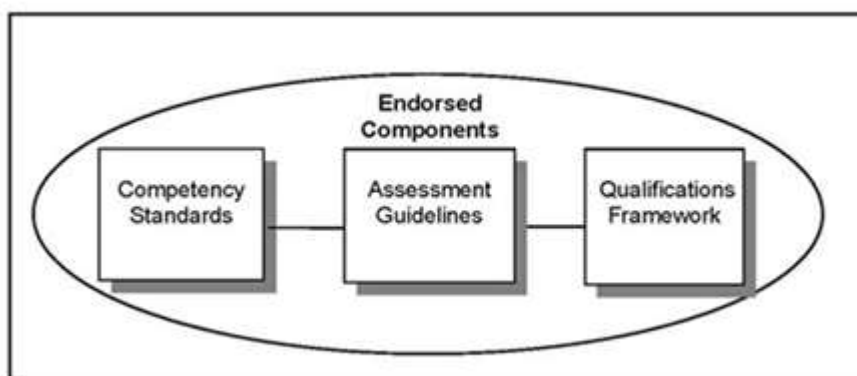 Endorsed
Components
Competency
Standards
Assessment
Guidelines
Qualifications
Framework